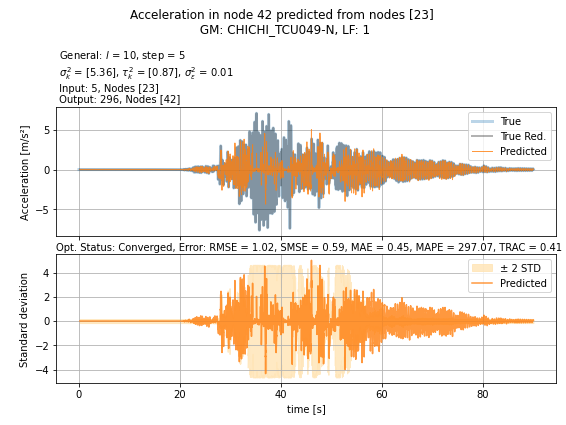 Acceleration in node 42 predicted from nodes [23]
GM: CHICHI_TCU049-N, LF: 1
General: l = 10, step = 5
σ²ₖ = [5.36], τ²ₖ = [0.87], σ²ε = 0.01
Input: 5, Nodes [23]
Output: 296, Nodes [42]
Acceleration [m/s²]
5
0
−5
True
True Red.
Predicted
Opt. Status: Converged, Error: RMSE = 1.02, SMSE = 0.59, MAE = 0.45, MAPE = 297.07, TRAC = 0.41
Standard deviation
4
2
0
−2
−4
± 2 STD
Predicted
0 20 40 60 80
time [s]